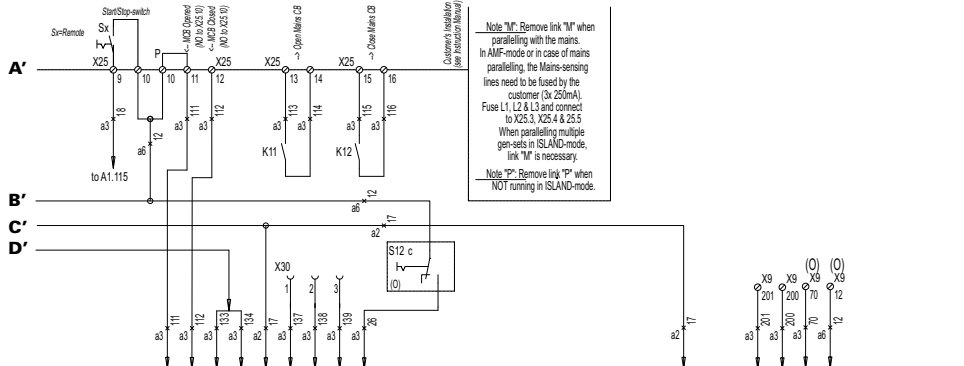 Start/Stop-switch
Sx
Sx=Remote
P
<-- MCB Opened
(NO to X25.10)
<-- MCB Closed
(NO to X25.10)
--> Open Mains CB
--> Close Mains CB
Customer's Installation
(see Instruction Manual)
Note "M": Remove link "M" when
paralleling with the mains.
In AMF-mode or in case of mains
paralleling, the Mains-sensing
lines need to be fused by the
customer (3x 250mA).
Fuse L1, L2 & L3 and connect
to X25.3, X25.4 & 25.5
When paralleling multiple
gen-sets in ISLAND-mode,
link "M" is necessary.
Note "P": Remove link "P" when
NOT running in ISLAND-mode.
A’ X25 X25 X25 X25
9 10 10 11 12 13 14 15 16
18 111 112 113 114 115 116
a3 a3 a3 a3 a3 a3 a3
12
a6
K11 K12
to A1.115
B’ 12
a6
C’ 17
a2
D’
S12 c
(O)
X30
1 2 3
(O) (O)
X9 X9 X9 X9
201 200 70 12
111 112 133 134 17 137 138 139 26 17 201 200 70 12
a3 a3 a3 a3 a2 a3 a3 a3 a3 a2 a3 a3 a3 a6